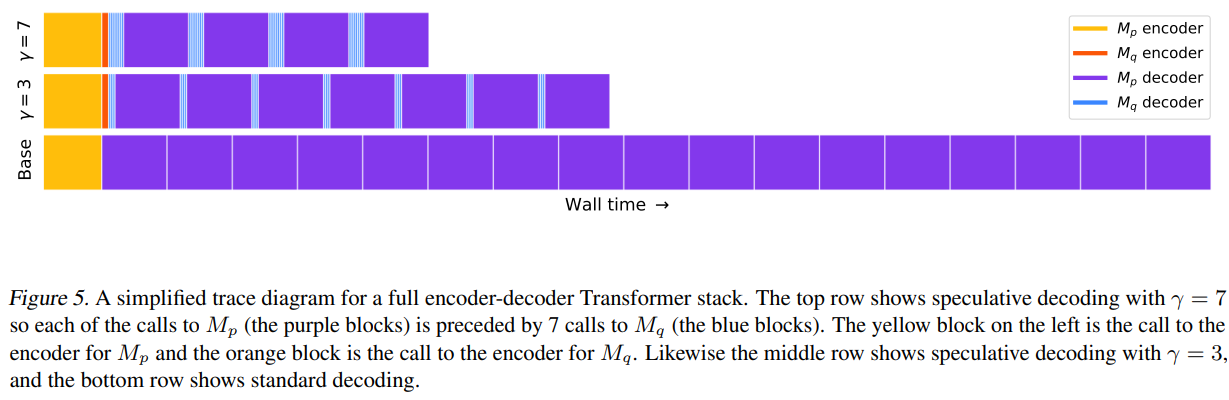 γ = 7
γ = 3
Base
Mp encoder
Mq encoder
Mp decoder
Mq decoder
Wall time →
Figure 5. A simplified trace diagram for a full encoder-decoder Transformer stack. The top row shows speculative decoding with γ = 7
so each of the calls to Mp (the purple blocks) is preceded by 7 calls to Mq (the blue blocks). The yellow block on the left is the call to the
encoder for Mp and the orange block is the call to the encoder for Mq. Likewise the middle row shows speculative decoding with γ = 3,
and the bottom row shows standard decoding.